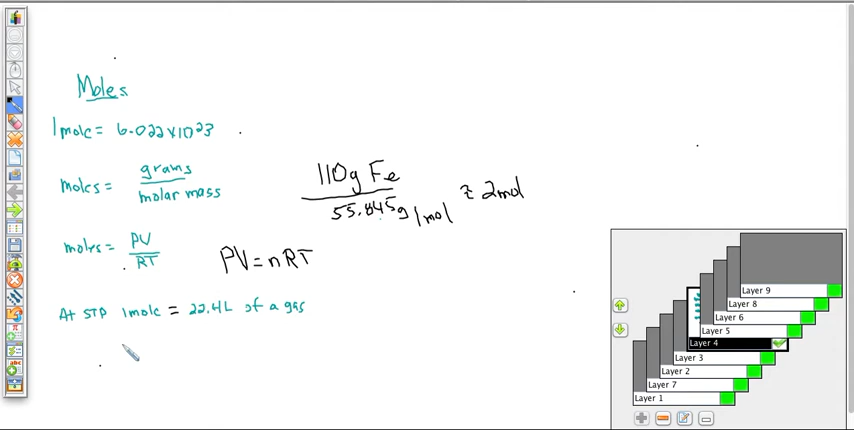 Moles
1mole = 6.022x1023
moles = grams
molar mass
110g Fe
55.845g/mol
≈ 2mol
moles = PV
RT
PV=nRT
At STP 1mole = 22.4L of a gas
Layer 9
Layer 8
Layer 6
Layer 5
Layer 4
Layer 3
Layer 2
Layer 7
Layer 1